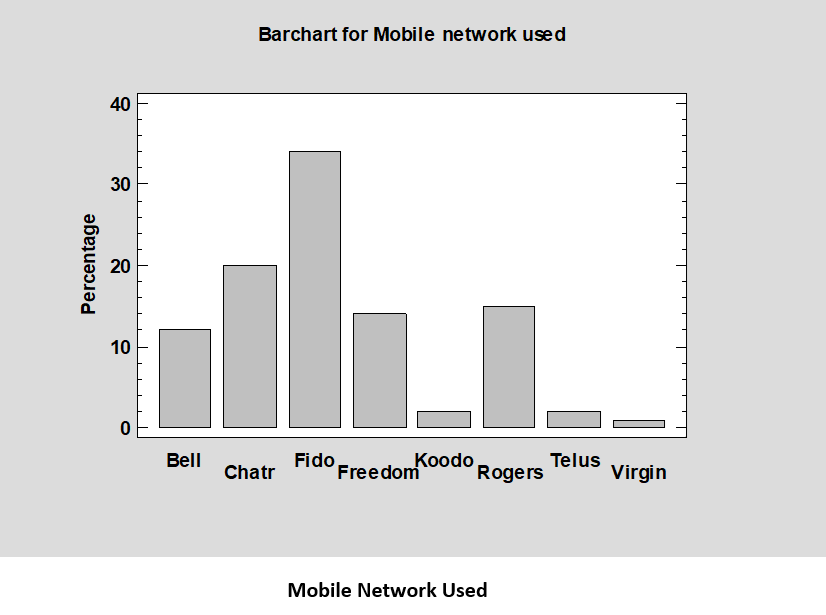 Barchart for Mobile network used
Percentage
40
30
20
10
0
Bell
Chatr
Fido
Freedom
Koodo
Rogers
Telus
Virgin
Mobile Network Used